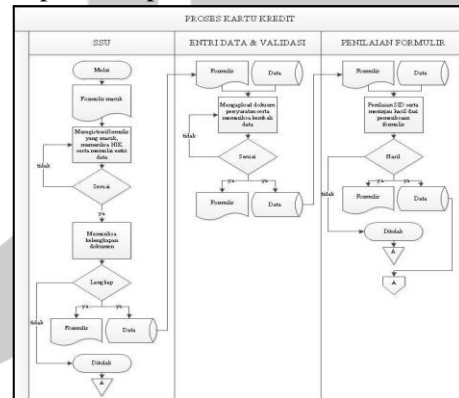 PROSES KARTU KREDIT
SSU
ENTRI DATA & VALIDASI
PENILAIAN FORMULIR
Mulai
Formulir masuk
yang masuk,
memeriksa NIK,
serta memulai entri
data
tidak
Sesuai
ya
Memeriksa
kelengkapan
dokumen
Lengkap
ya
ya
tidak
Formulir
Data
Ditolak
A
Formulir
Data
Mengupload dokumen
persyaratan serta
memeriksa kembali
data
tidak
Sesuai
ya
ya
Formulir
Data
Formulir
Data
Penilaian SID serta
meninjau hasil dari
pemeriksaan
formulir
Hasil
tidak
ya
ya
Formulir
Data
Ditolak
A
A